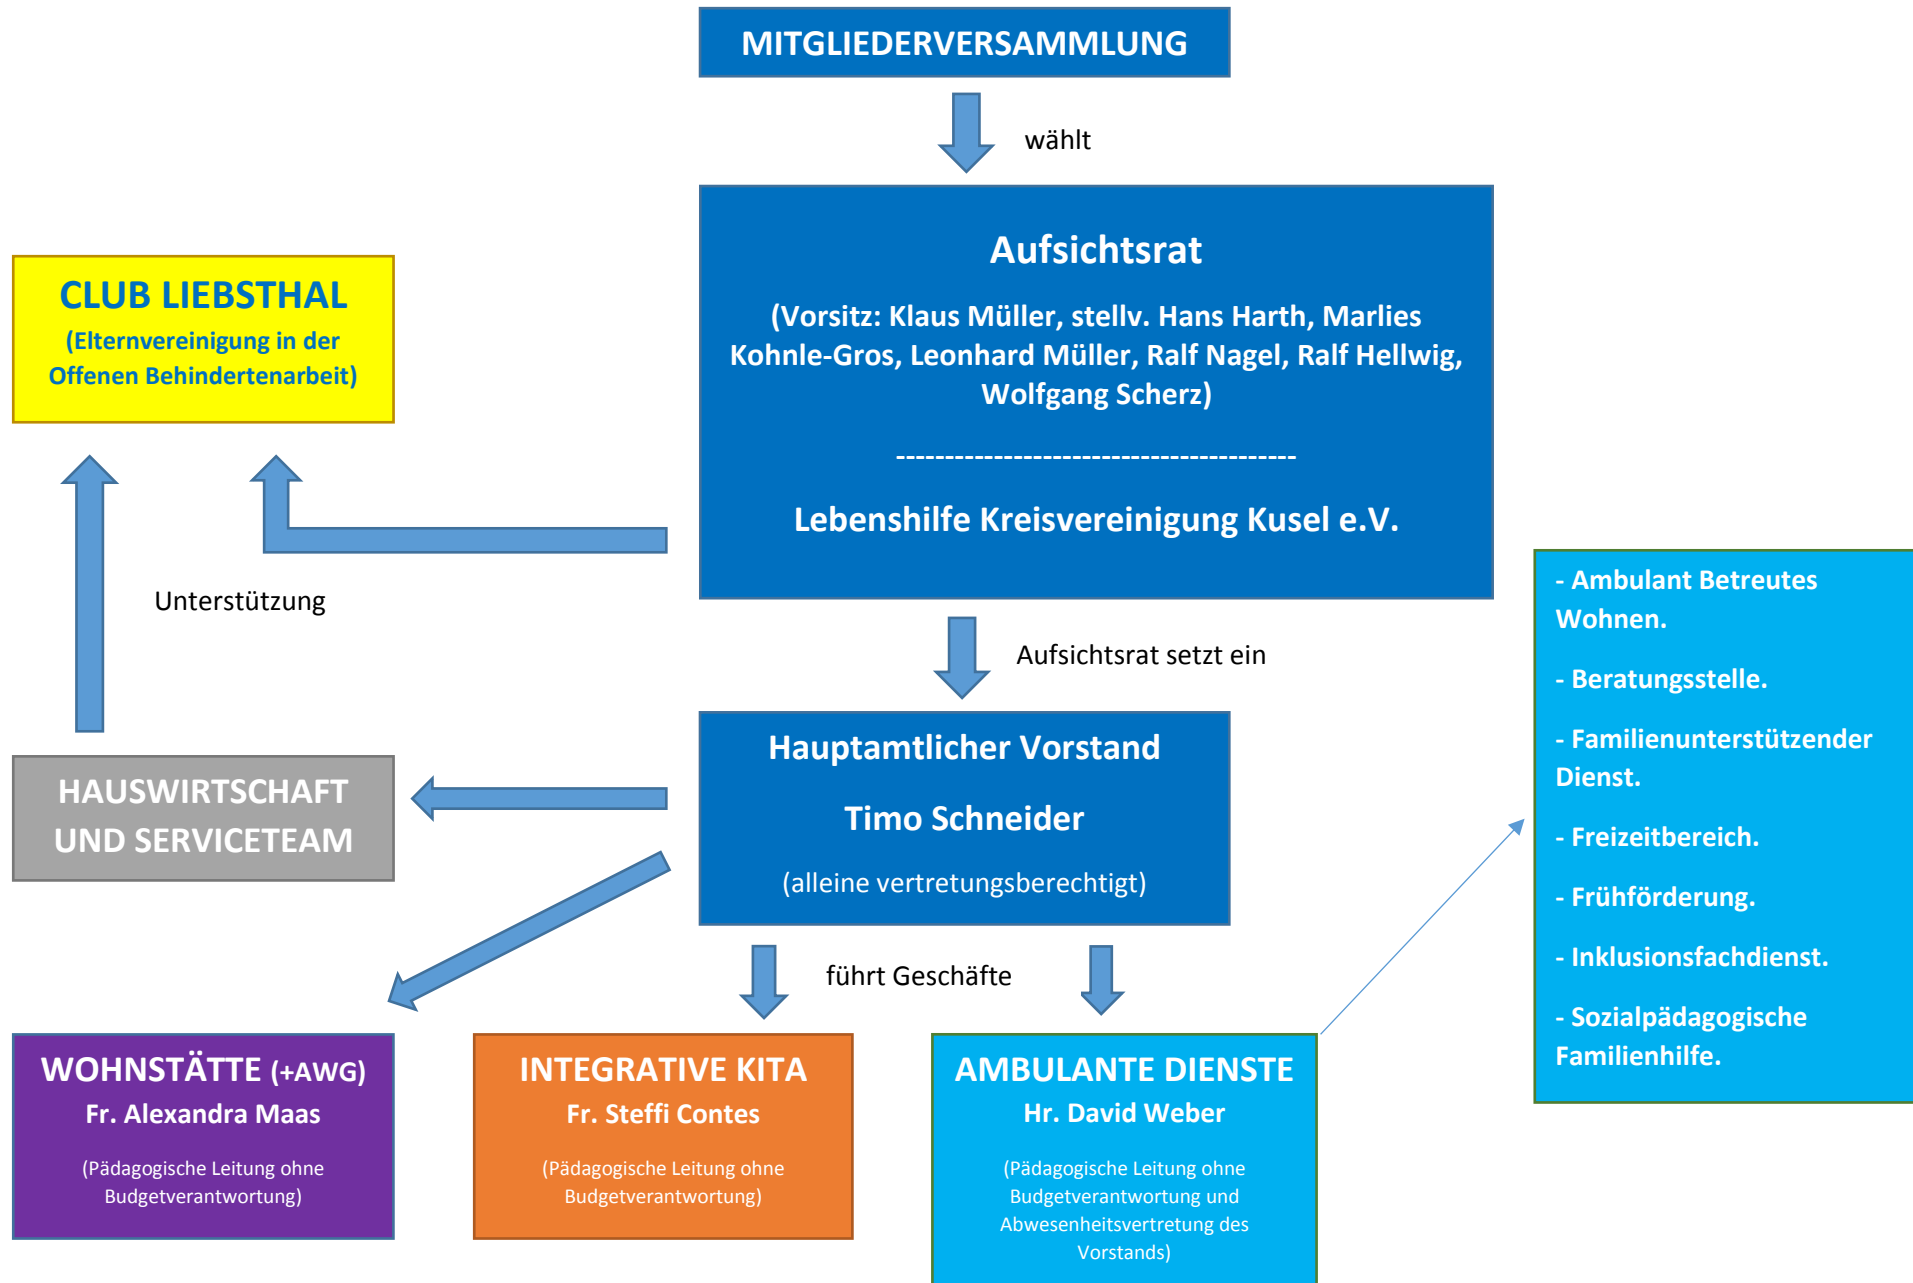 MITGLIEDERVERSAMMLUNG
wählt
Aufsichtsrat
(Vorsitz: Klaus Müller, stellv. Hans Harth, Marlies
Kohnle-Gros, Leonhard Müller, Ralf Nagel, Ralf Hellwig,
Wolfgang Scherz)
-----------------------------------------
Lebenshilfe Kreisvereinigung Kusel e.V.
CLUB LIEBSTHAL
(Elternvereinigung in der
Offenen Behindertenarbeit)
Unterstützung
Aufsichtsrat setzt ein
Hauptamtlicher Vorstand
Timo Schneider
(alleine vertretungsberechtigt)
HAUSWIRTSCHAFT
UND SERVICETEAM
führt Geschäfte
WOHNSTÄTTE (+AWG)
Fr. Alexandra Maas
(Pädagogische Leitung ohne
Budgetverantwortung)
INTEGRATIVE KITA
Fr. Steffi Contes
(Pädagogische Leitung ohne
Budgetverantwortung)
AMBULANTE DIENSTE
Hr. David Weber
(Pädagogische Leitung ohne
Budgetverantwortung und
Abwesenheitsvertretung des
Vorstands)
- Ambulant Betreutes
Wohnen.
- Beratungsstelle.
- Familienunterstützender
Dienst.
- Freizeitbereich.
- Frühförderung.
- Inklusionsfachdienst.
- Sozialpädagogische
Familienhilfe.